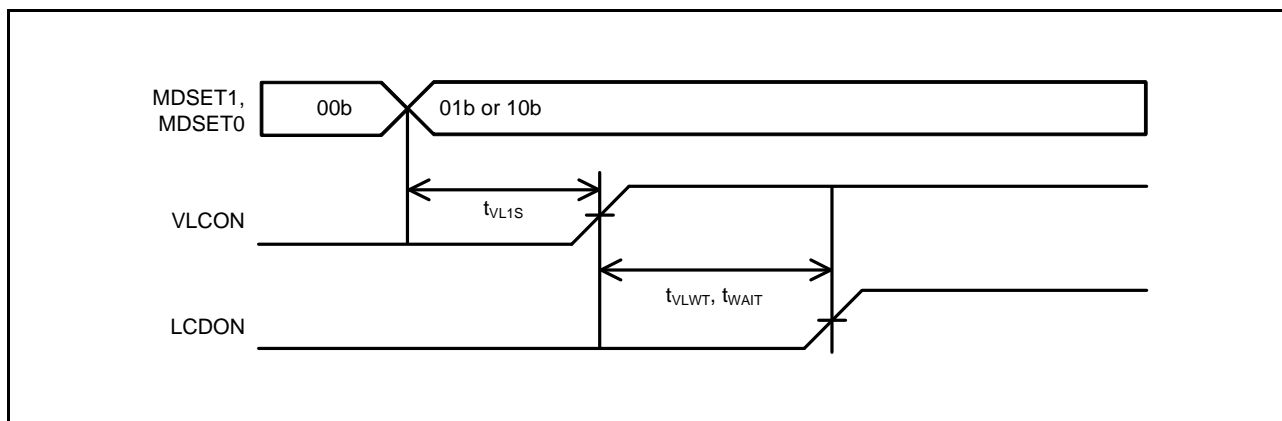 MDSET1,
MDSET0
00b
01b or 10b
tVL1S
VLCON
tVLWT, tWAIT
LCDON